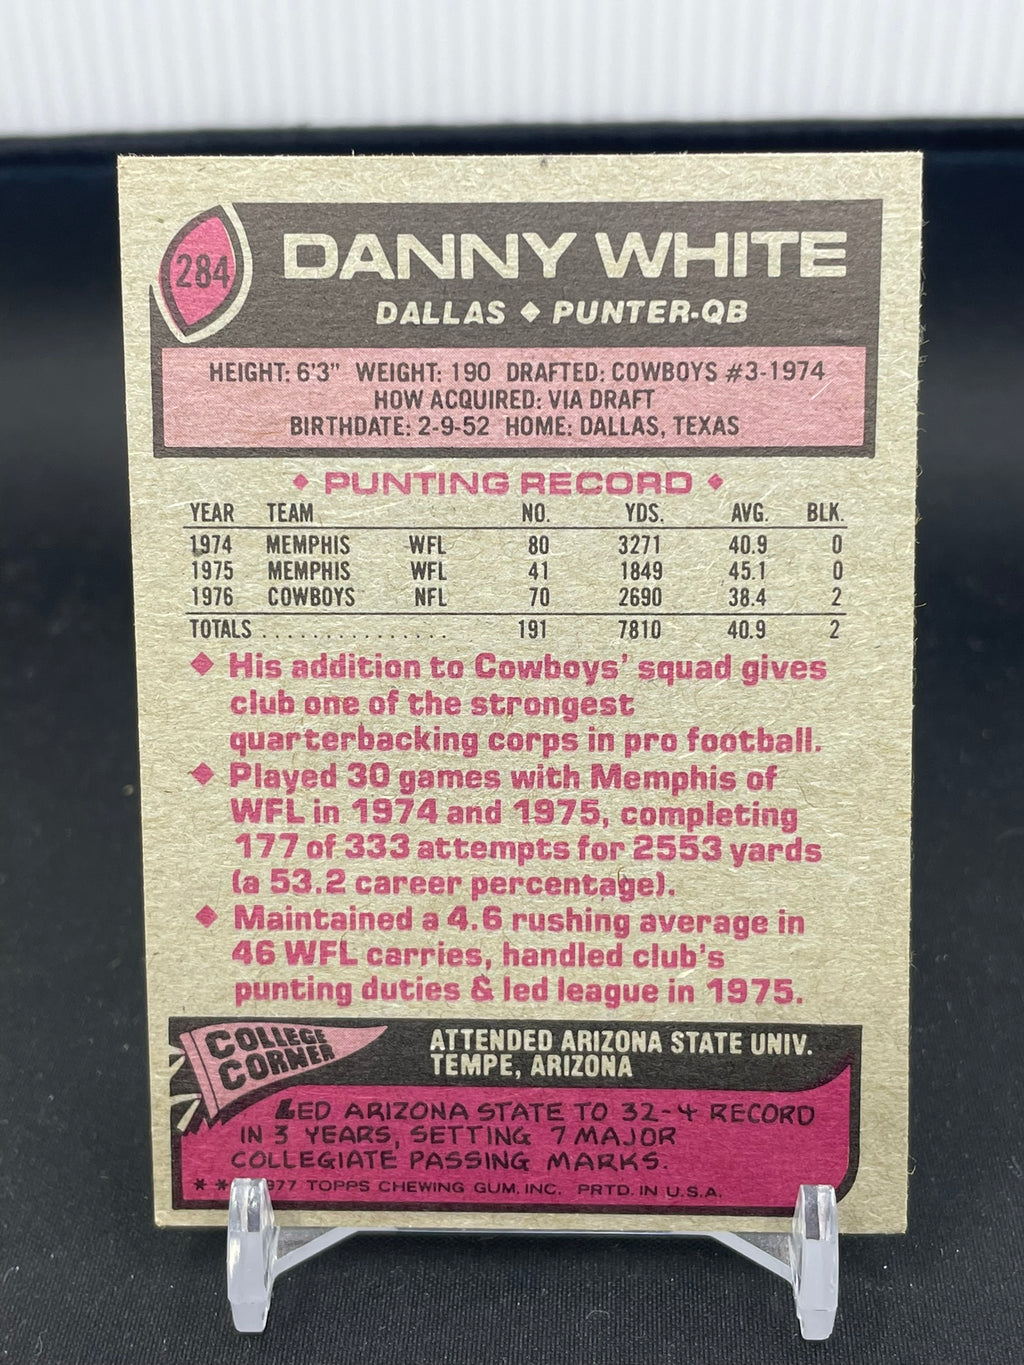 284
DANNY WHITE
DALLAS ◆ PUNTER-QB
HEIGHT: 6'3" WEIGHT: 190 DRAFTED: COWBOYS #3-1974
HOW ACQUIRED: VIA DRAFT
BIRTHDATE: 2-9-52 HOME: DALLAS, TEXAS
◆ PUNTING RECORD ◆
YEAR TEAM NO. YDS. AVG. BLK.
1974 MEMPHIS WFL 80 3271 40.9 0
1975 MEMPHIS WFL 41 1849 45.1 0
1976 COWBOYS NFL 70 2690 38.4 2
TOTALS ................ 191 7810 40.9 2
◆ His addition to Cowboys' squad gives
club one of the strongest
quarterbacking corps in pro football.
◆ Played 30 games with Memphis of
WFL in 1974 and 1975, completing
177 of 333 attempts for 2553 yards
(a 53.2 career percentage).
◆ Maintained a 4.6 rushing average in
46 WFL carries, handled club's
punting duties & led league in 1975.
COLLEGE
CORNER
ATTENDED ARIZONA STATE UNIV.
TEMPE, ARIZONA
LED ARIZONA STATE TO 32-4 RECORD
IN 3 YEARS, SETTING 7 MAJOR
COLLEGIATE PASSING MARKS.
* * 977 TOPPS CHEWING GUM, INC. PRTD. IN U.S.A.